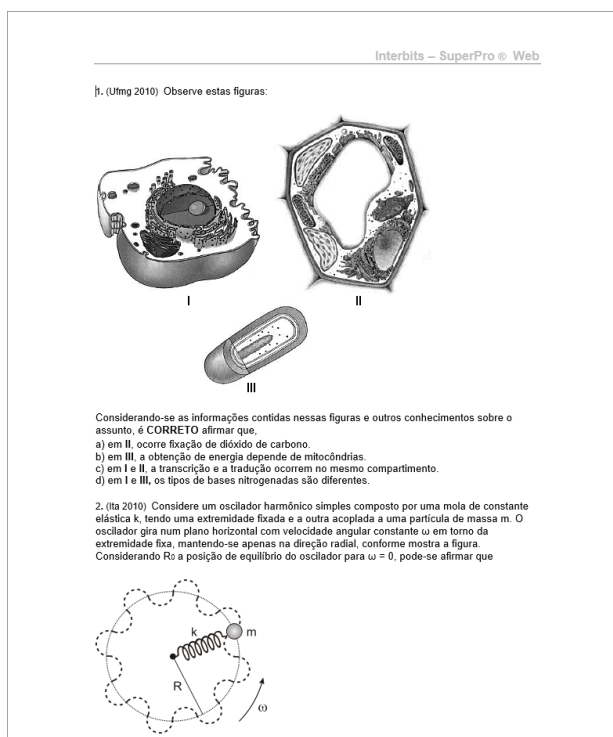 Interbits – SuperPro ® Web
1. (Ufmg 2010) Observe estas figuras:
I
II
III
Considerando-se as informações contidas nessas figuras e outros conhecimentos sobre o
assunto, é CORRETO afirmar que,
a) em II, ocorre fixação de dióxido de carbono.
b) em III, a obtenção de energia depende de mitocôndrias.
c) em I e II, a transcrição e a tradução ocorrem no mesmo compartimento.
d) em I e III, os tipos de bases nitrogenadas são diferentes.
2. (Ita 2010) Considere um oscilador harmônico simples composto por uma mola de constante
elástica k, tendo uma extremidade fixada e a outra acoplada a uma partícula de massa m. O
oscilador gira num plano horizontal com velocidade angular constante ω em torno da
extremidade fixa, mantendo-se apenas na direção radial, conforme mostra a figura.
Considerando R0 a posição de equilíbrio do oscilador para ω = 0, pode-se afirmar que
k
m
R
ω